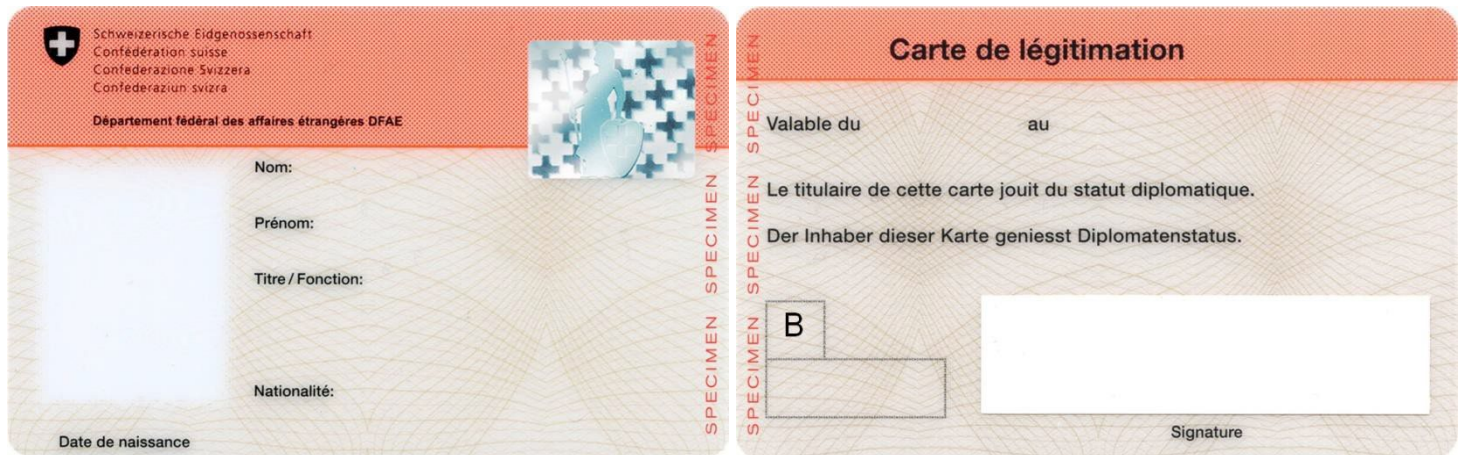 Schweizerische Eidgenossenschaft
Confédération suisse
Confederazione Svizzera
Confederaziun svizra
Département fédéral des affaires étrangères DFAE
Nom:
Prénom:
Titre / Fonction:
Nationalité:
Date de naissance
SPECIMEN SPECIMEN SPECIMEN
SPECIMEN SPECIMEN SPECIMEN
Carte de légitimation
Valable du au
Le titulaire de cette carte jouit du statut diplomatique.
Der Inhaber dieser Karte geniesst Diplomatenstatus.
B
Signature